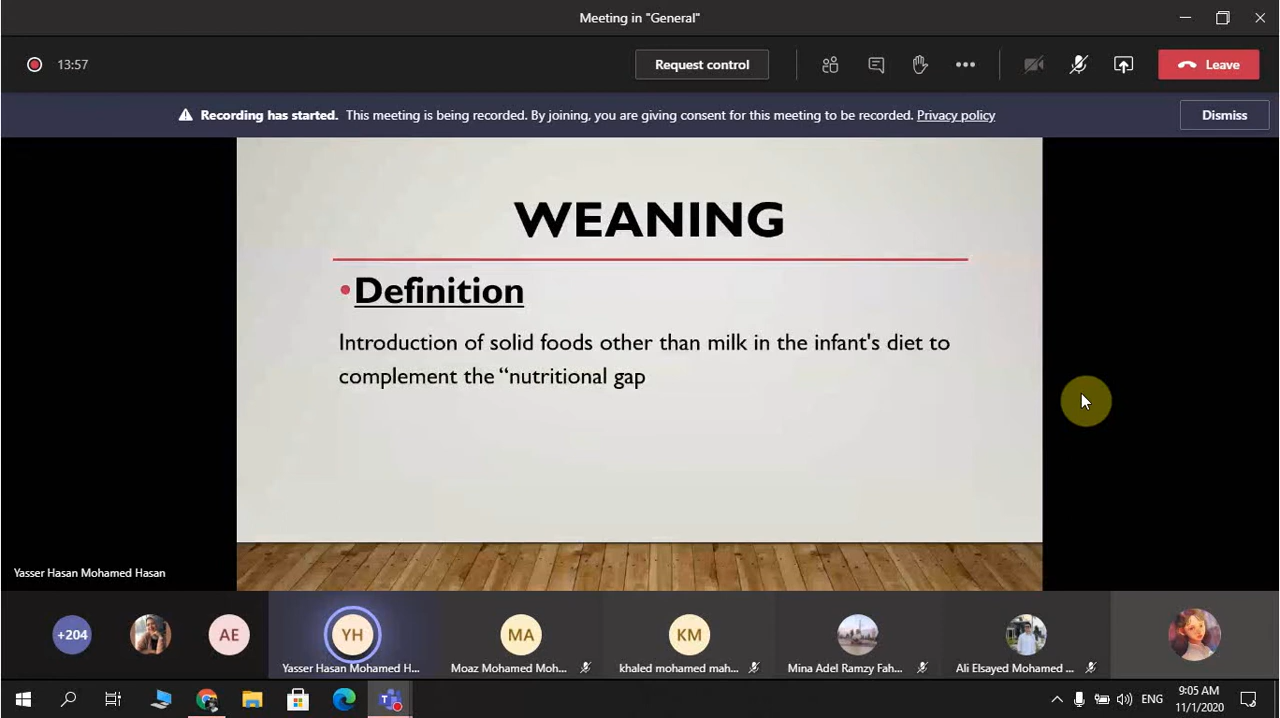 Meeting in "General"
13:57
Request control
Leave
Recording has started. This meeting is being recorded. By joining, you are giving consent for this meeting to be recorded. Privacy policy
Dismiss
WEANING
•Definition
Introduction of solid foods other than milk in the infant's diet to
complement the “nutritional gap
Yasser Hasan Mohamed Hasan
+204
AE
YH
MA
KM
Yasser Hasan Mohamed H...
Moaz Mohamed Moh...
khaled mohamed mah...
Mina Adel Ramzy Fah...
Ali Elsayed Mohamed ...
ENG
9:05 AM
11/1/2020